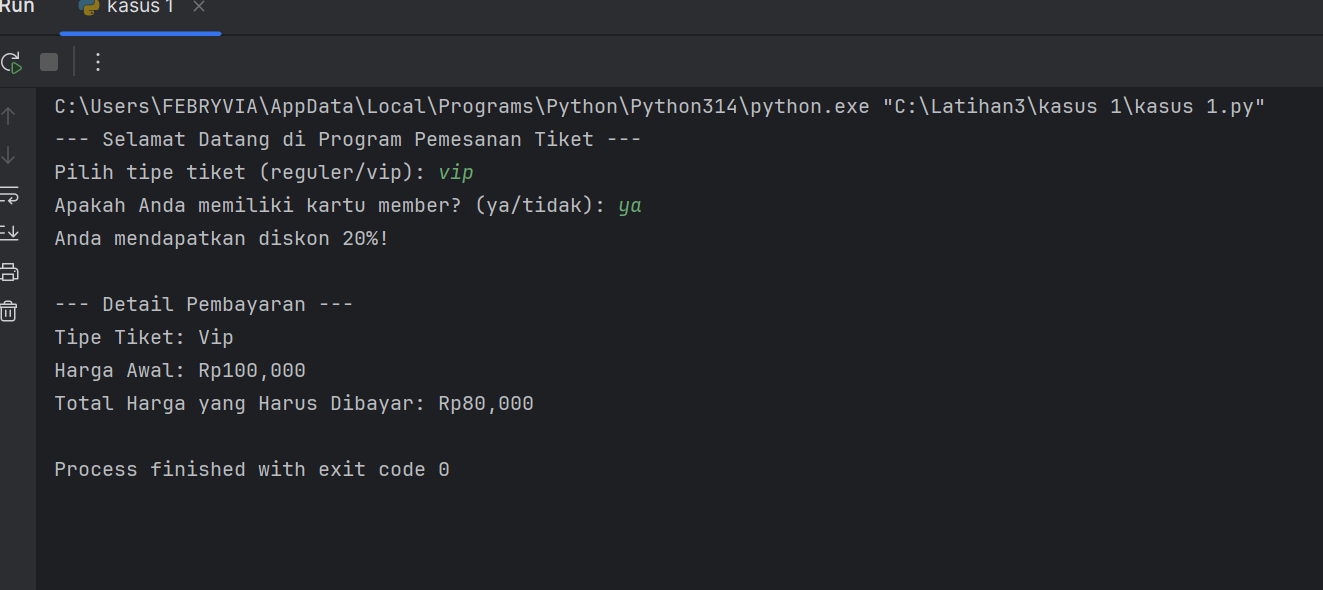 Run
kasus 1
C:\Users\FEBRYVIA\AppData\Local\Programs\Python\Python314\python.exe "C:\Latihan3\kasus 1\kasus 1.py"
--- Selamat Datang di Program Pemesanan Tiket ---
Pilih tipe tiket (reguler/vip): vip
Apakah Anda memiliki kartu member? (ya/tidak): ya
Anda mendapatkan diskon 20%!
--- Detail Pembayaran ---
Tipe Tiket: Vip
Harga Awal: Rp100,000
Total Harga yang Harus Dibayar: Rp80,000
Process finished with exit code 0